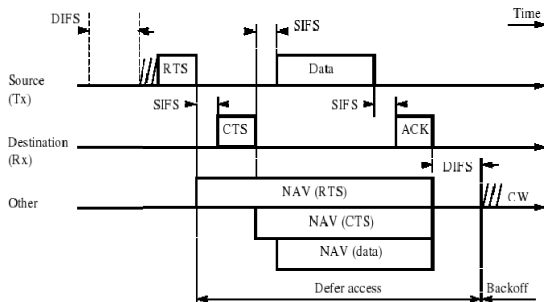 DIFS
SIFS
Time
RTS
Data
Source
(Tx)
SIFS
SIFS
CTS
ACK
Destination
(Rx)
DIFS
NAV (RTS)
CW
Other
NAV (CTS)
NAV (data)
Defer access
Backoff